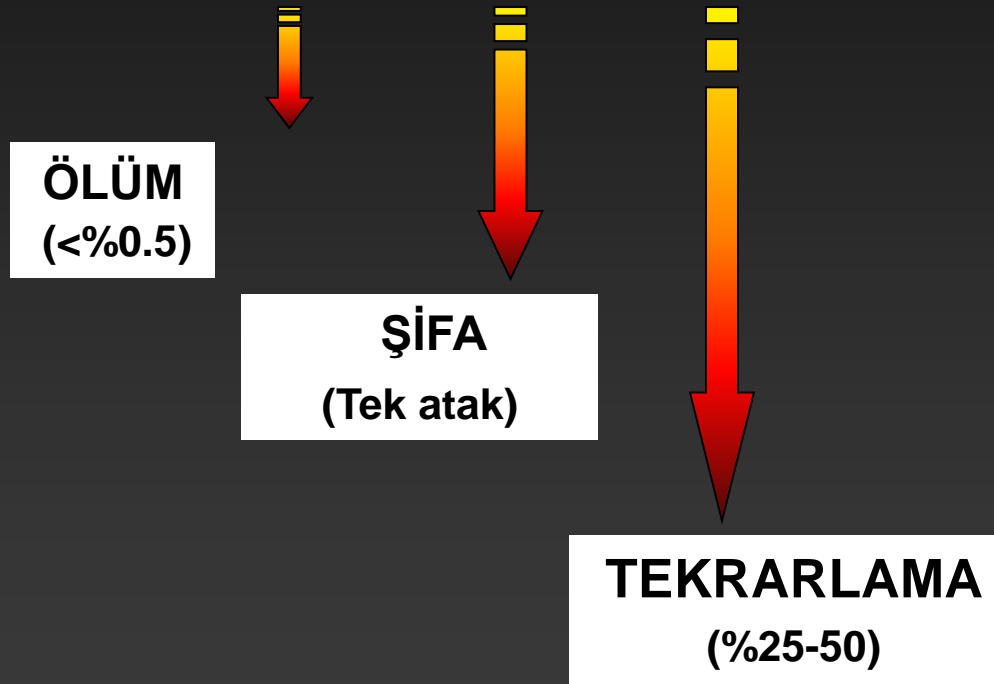 ÖLÜM
(<%0.5)
ŞİFA
(Tek atak)
TEKRARLAMA
(%25-50)